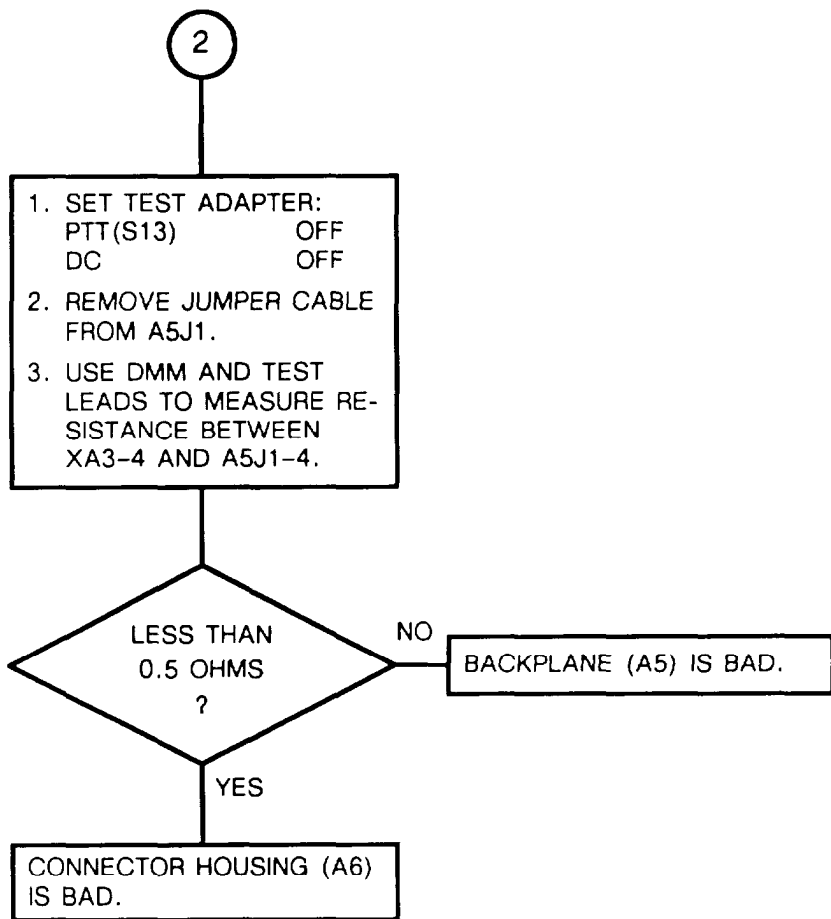 2
1. SET TEST ADAPTER:
PTT(S13) OFF
DC OFF
2. REMOVE JUMPER CABLE
FROM A5J1.
3. USE DMM AND TEST
LEADS TO MEASURE RE-
SISTANCE BETWEEN
XA3-4 AND A5J1-4.
LESS THAN
0.5 OHMS
?
NO
BACKPLANE (A5) IS BAD.
YES
CONNECTOR HOUSING (A6)
IS BAD.